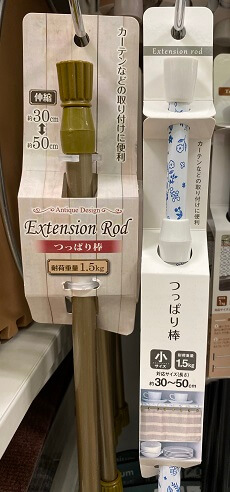 伸縮
約30cm
約50cm
カーテンなどの取り付けに便利
Antique Design
Extension Rod
つっぱり棒
耐荷重量 1.5kg
Extension rod
カーテンなどの取り付けに便利
つっぱり棒
小
サイズ
耐荷重量
1.5kg
対応サイズ(長さ)
約30〜50cm